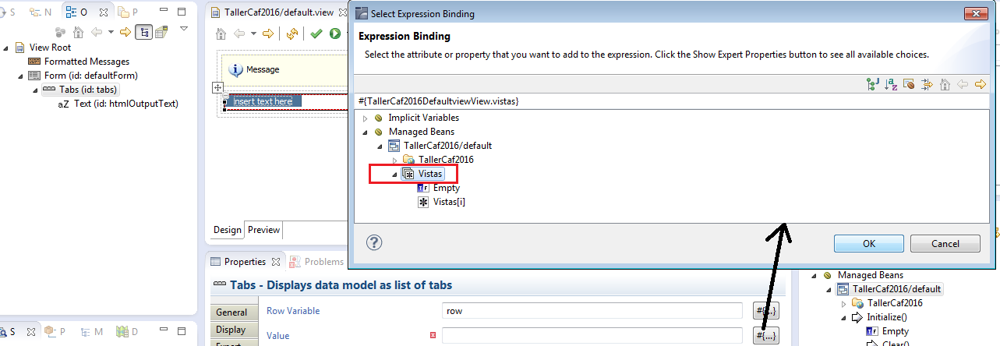 S
N
O
P
View Root
Formatted Messages
Form (id: defaultForm)
Tabs (id: tabs)
aZ Text (id: htmlOutputText)
TallerCaf2016/default.view
Message
Insert text here
Design
Preview
Select Expression Binding
Expression Binding
Select the attribute or property that you want to add to the expression. Click the Show Expert Properties button to see all available choices.
#{TallerCaf2016DefaultviewView.vistas}
Implicit Variables
Managed Beans
TallerCaf2016/default
TallerCaf2016
Vistas
Empty
Vistas[i]
OK
Cancel
Properties
Problems
Tabs - Displays data model as list of tabs
General
Display
Row Variable
row
#{...}
Value
#{...}
Managed Beans
TallerCaf2016/default
TallerCaf2016
Initialize()
Empty
Clear()
S
P
M
D